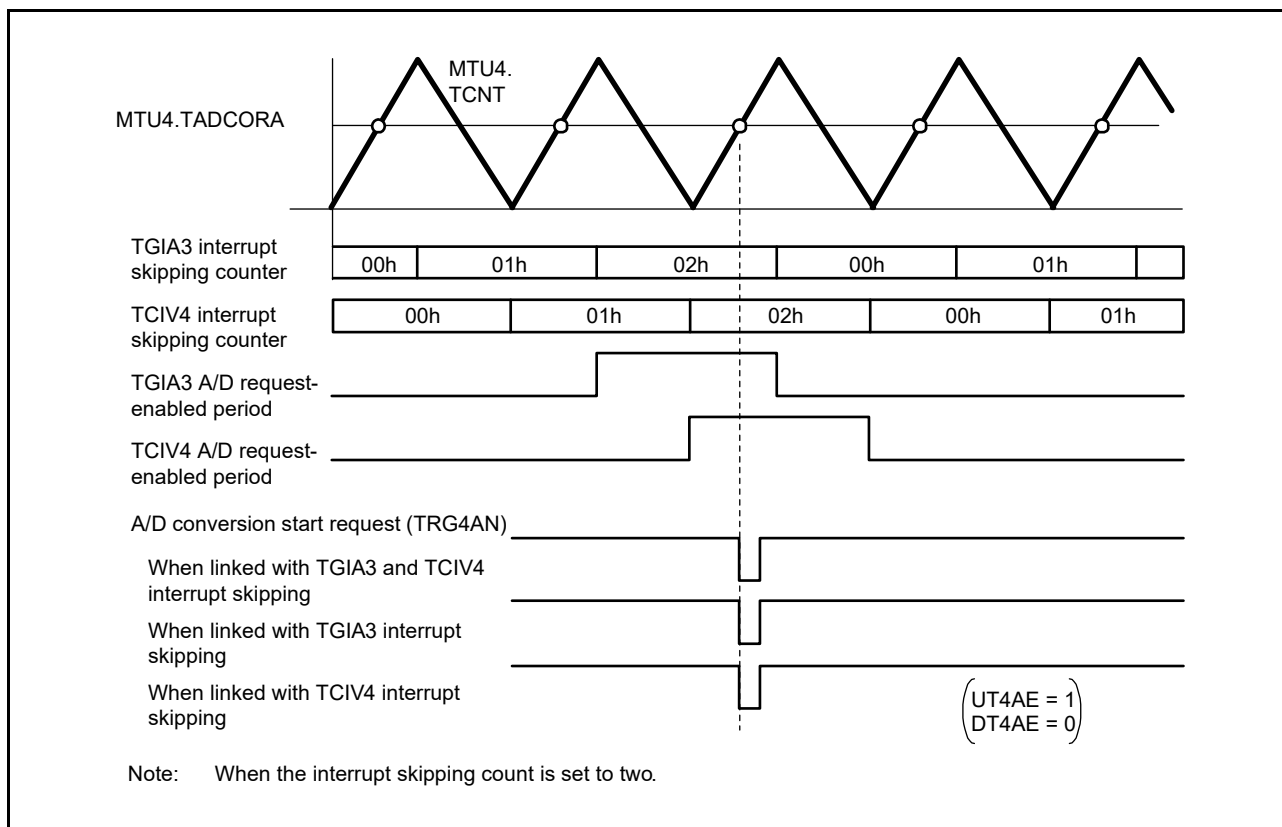 MTU4.
TCNT
MTU4.TADCORA
TGIA3 interrupt
skipping counter
00h 01h 02h 00h 01h
TCIV4 interrupt
skipping counter
00h 01h 02h 00h 01h
TGIA3 A/D request-
enabled period
TCIV4 A/D request-
enabled period
A/D conversion start request (TRG4AN)
When linked with TGIA3 and TCIV4
interrupt skipping
When linked with TGIA3 interrupt
skipping
When linked with TCIV4 interrupt
skipping
UT4AE = 1
DT4AE = 0
Note: When the interrupt skipping count is set to two.